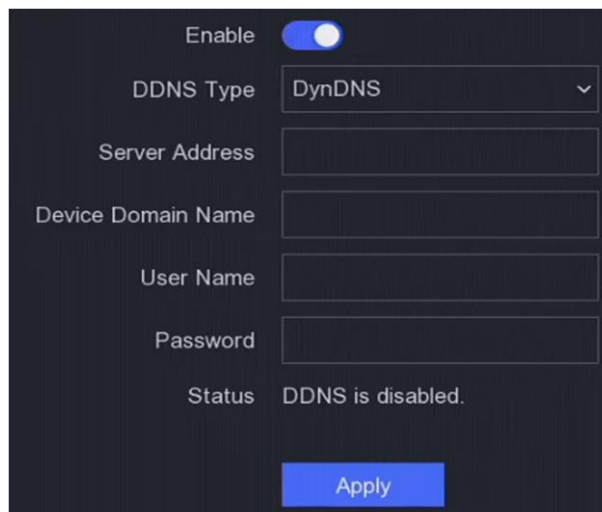 Enable
DDNS Type DynDNS
Server Address
Device Domain Name
User Name
Password
Status DDNS is disabled.
Apply